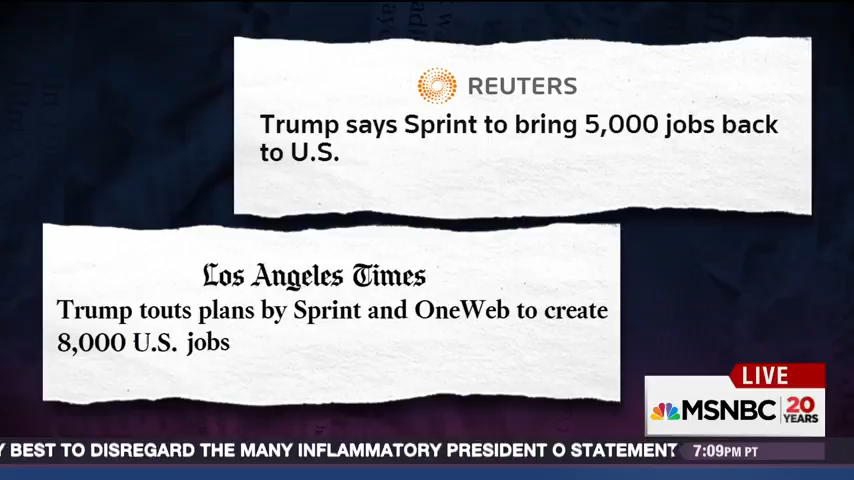 REUTERS
Trump says Sprint to bring 5,000 jobs back
to U.S.
Los Angeles Times
Trump touts plans by Sprint and OneWeb to create
8,000 U.S. jobs
LIVE
MSNBC 20 YEARS
Y BEST TO DISREGARD THE MANY INFLAMMATORY PRESIDENT O STATEMENT 7:09PM PT